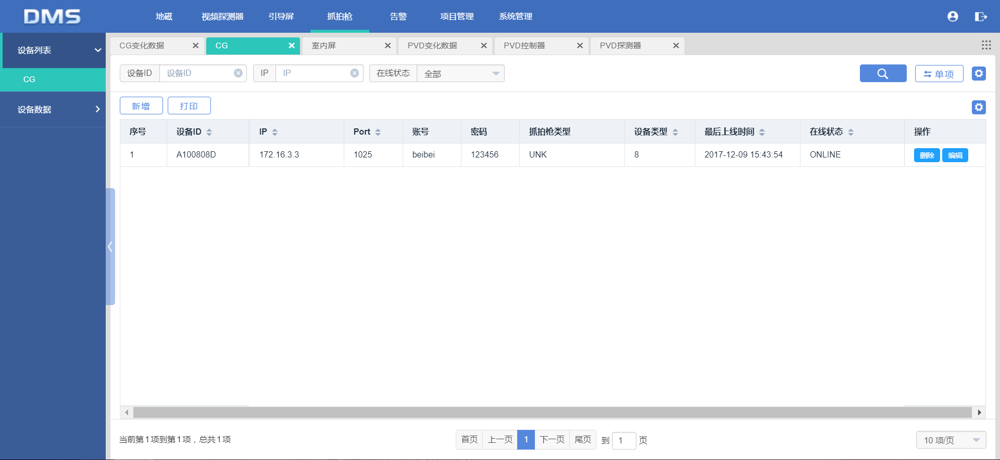 DMS 地磁 视频探测器 引导屏 抓拍枪 告警 项目管理 系统管理
设备列表
CG
设备数据
CG变化数据 CG 室内屏 PVD变化数据 PVD控制器 PVD探测器
设备ID 设备ID IP IP 在线状态 全部 单项
新增 打印
序号 设备ID IP Port 账号 密码 抓拍枪类型 设备类型 最后上线时间 在线状态 操作
1 A100808D 172.16.3.3 1025 beibei 123456 UNK 8 2017-12-09 15:43:54 ONLINE 删除 编辑
当前第1项到第1项，总共1项 首页 上一页 1 下一页 尾页 到 1 页 10 项/页